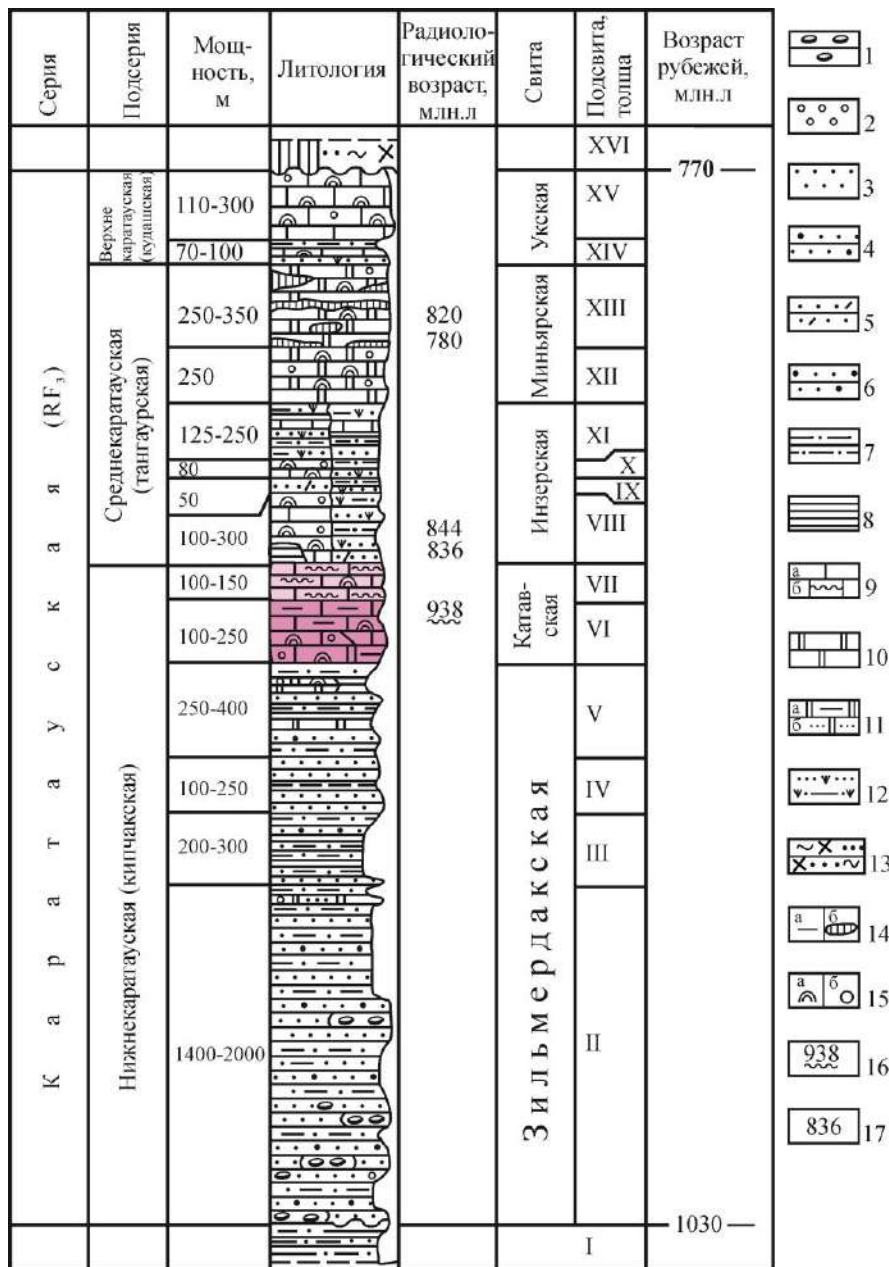 Серия
Подсерия
Мощ-
ность,
м
Литология
Радиоло-
гический
возраст,
млн.л
Свита
Подсвита,
толща
Возраст
рубежей,
млн.л
Каратауская (RF₃)
Верхне
каратауская
(кудашская)
Среднекаратауская
(тангаурская)
Нижнекаратауская (кипчакская)
110-300
70-100
250-350
250
125-250
80
50
100-300
100-150
100-250
250-400
100-250
200-300
1400-2000
820
780
844
836
938
Укская
Миньярская
Инзерская
Катав-
ская
Зильмердакская
XVI
XV
XIV
XIII
XII
XI
X
IX
VIII
VII
VI
V
IV
III
II
I
770
1030
1
2
3
4
5
6
7
8
а
б
9
10
а
б
11
12
13
а б
14
а б
15
938
16
836
17